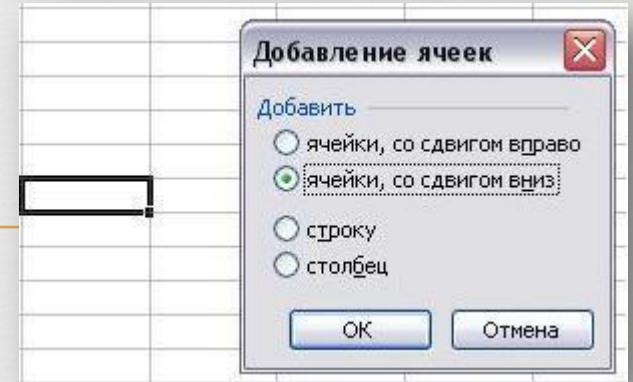 Добавление ячеек
Добавить
ячейки, со сдвигом вправо
ячейки, со сдвигом вниз
строку
столбец
ОК
Отмена